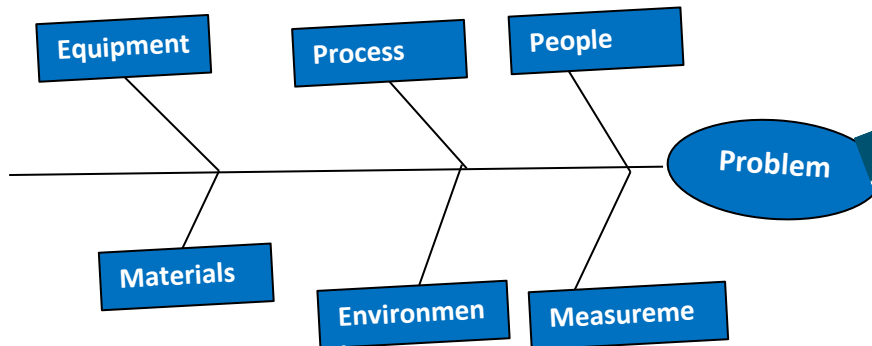 Equipment
Process
People
Problem
Materials
Environmen
Measureme